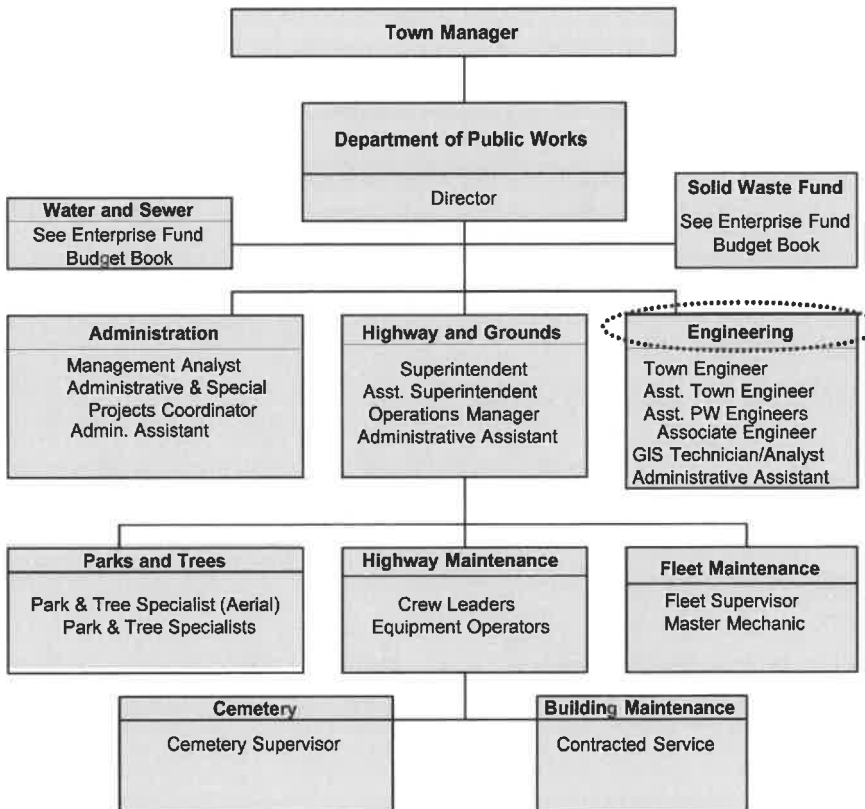 Town Manager
Department of Public Works
Director
Water and Sewer
See Enterprise Fund
Budget Book
Solid Waste Fund
See Enterprise Fund
Budget Book
Administration
Management Analyst
Administrative & Special
Projects Coordinator
Admin. Assistant
Highway and Grounds
Superintendent
Asst. Superintendent
Operations Manager
Administrative Assistant
Engineering
Town Engineer
Asst. Town Engineer
Asst. PW Engineers
Associate Engineer
GIS Technician/Analyst
Administrative Assistant
Parks and Trees
Park & Tree Specialist (Aerial)
Park & Tree Specialists
Highway Maintenance
Crew Leaders
Equipment Operators
Fleet Maintenance
Fleet Supervisor
Master Mechanic
Cemetery
Cemetery Supervisor
Building Maintenance
Contracted Service